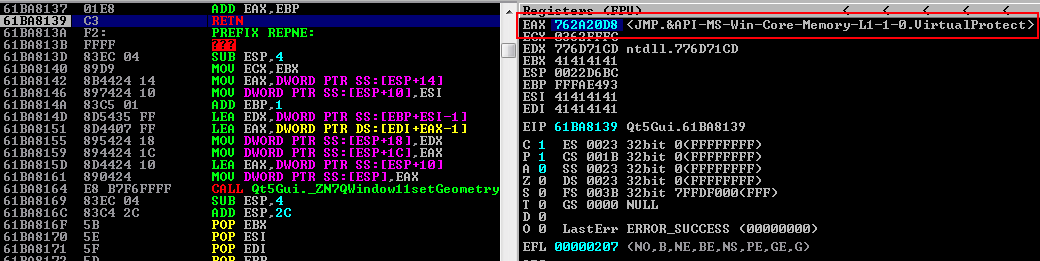 61BA8137 01E8 ADD EAX,EBP
61BA8139 C3 RETN
61BA813A F2: PREFIX REPNE:
61BA813B FFFF ???
61BA813D 83EC 04 SUB ESP,4
61BA8140 89D9 MOV ECX,EBX
61BA8142 8B4424 14 MOV EAX,DWORD PTR SS:[ESP+14]
61BA8146 897424 10 MOV DWORD PTR SS:[ESP+10],ESI
61BA814A 83C5 01 ADD EBP,1
61BA814D 8D5435 FF LEA EDX,DWORD PTR SS:[EBP+ESI-1]
61BA8151 8D4407 FF LEA EAX,DWORD PTR DS:[EDI+EAX-1]
61BA8155 895424 18 MOV DWORD PTR SS:[ESP+18],EDX
61BA8159 894424 1C MOV DWORD PTR SS:[ESP+1C],EAX
61BA815D 8D4424 10 LEA EAX,DWORD PTR SS:[ESP+10]
61BA8161 890424 MOV DWORD PTR SS:[ESP],EAX
61BA8164 E8 B7F6FFFF CALL Qt5Gui._ZN7QWindow11setGeometry
61BA8169 83EC 04 SUB ESP,4
61BA816C 83C4 2C ADD ESP,2C
61BA816F 5B POP EBX
61BA8170 5E POP ESI
61BA8171 5F POP EDI
61BA8172 5D POP EBP
Registers (FPU) < < < <
EAX 762A20D8 <JMP.&API-MS-Win-Core-Memory-L1-1-0.VirtualProtect>
ECX 0362FFFC
EDX 776D71CD ntdll.776D71CD
EBX 41414141
ESP 0022D6BC
EBP FFFAE493
ESI 41414141
EDI 41414141
EIP 61BA8139 Qt5Gui.61BA8139
C 1 ES 0023 32bit 0(FFFFFFFF)
P 1 CS 001B 32bit 0(FFFFFFFF)
A 0 SS 0023 32bit 0(FFFFFFFF)
Z 0 DS 0023 32bit 0(FFFFFFFF)
S 0 FS 003B 32bit 7FFDF000(FFF)
T 0 GS 0000 NULL
D 0
O 0 LastErr ERROR_SUCCESS (00000000)
EFL 00000207 (NO,B,NE,BE,NS,PE,GE,G)